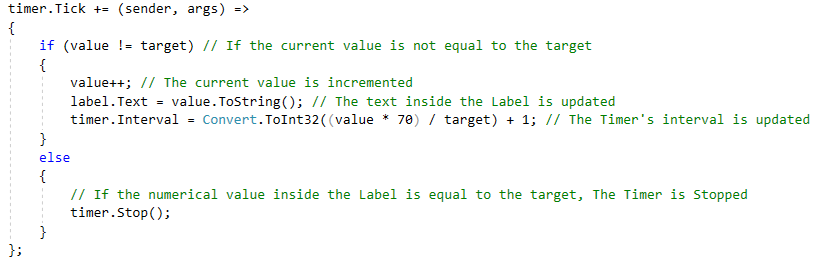 timer.Tick += (sender, args) =>
{
    if (value != target) // If the current value is not equal to the target
    {
        value++; // The current value is incremented
        label.Text = value.ToString(); // The text inside the Label is updated
        timer.Interval = Convert.ToInt32((value * 70) / target) + 1; // The Timer's interval is updated
    }
    else
    {
        // If the numerical value inside the Label is equal to the target, The Timer is Stopped
        timer.Stop();
    }
};